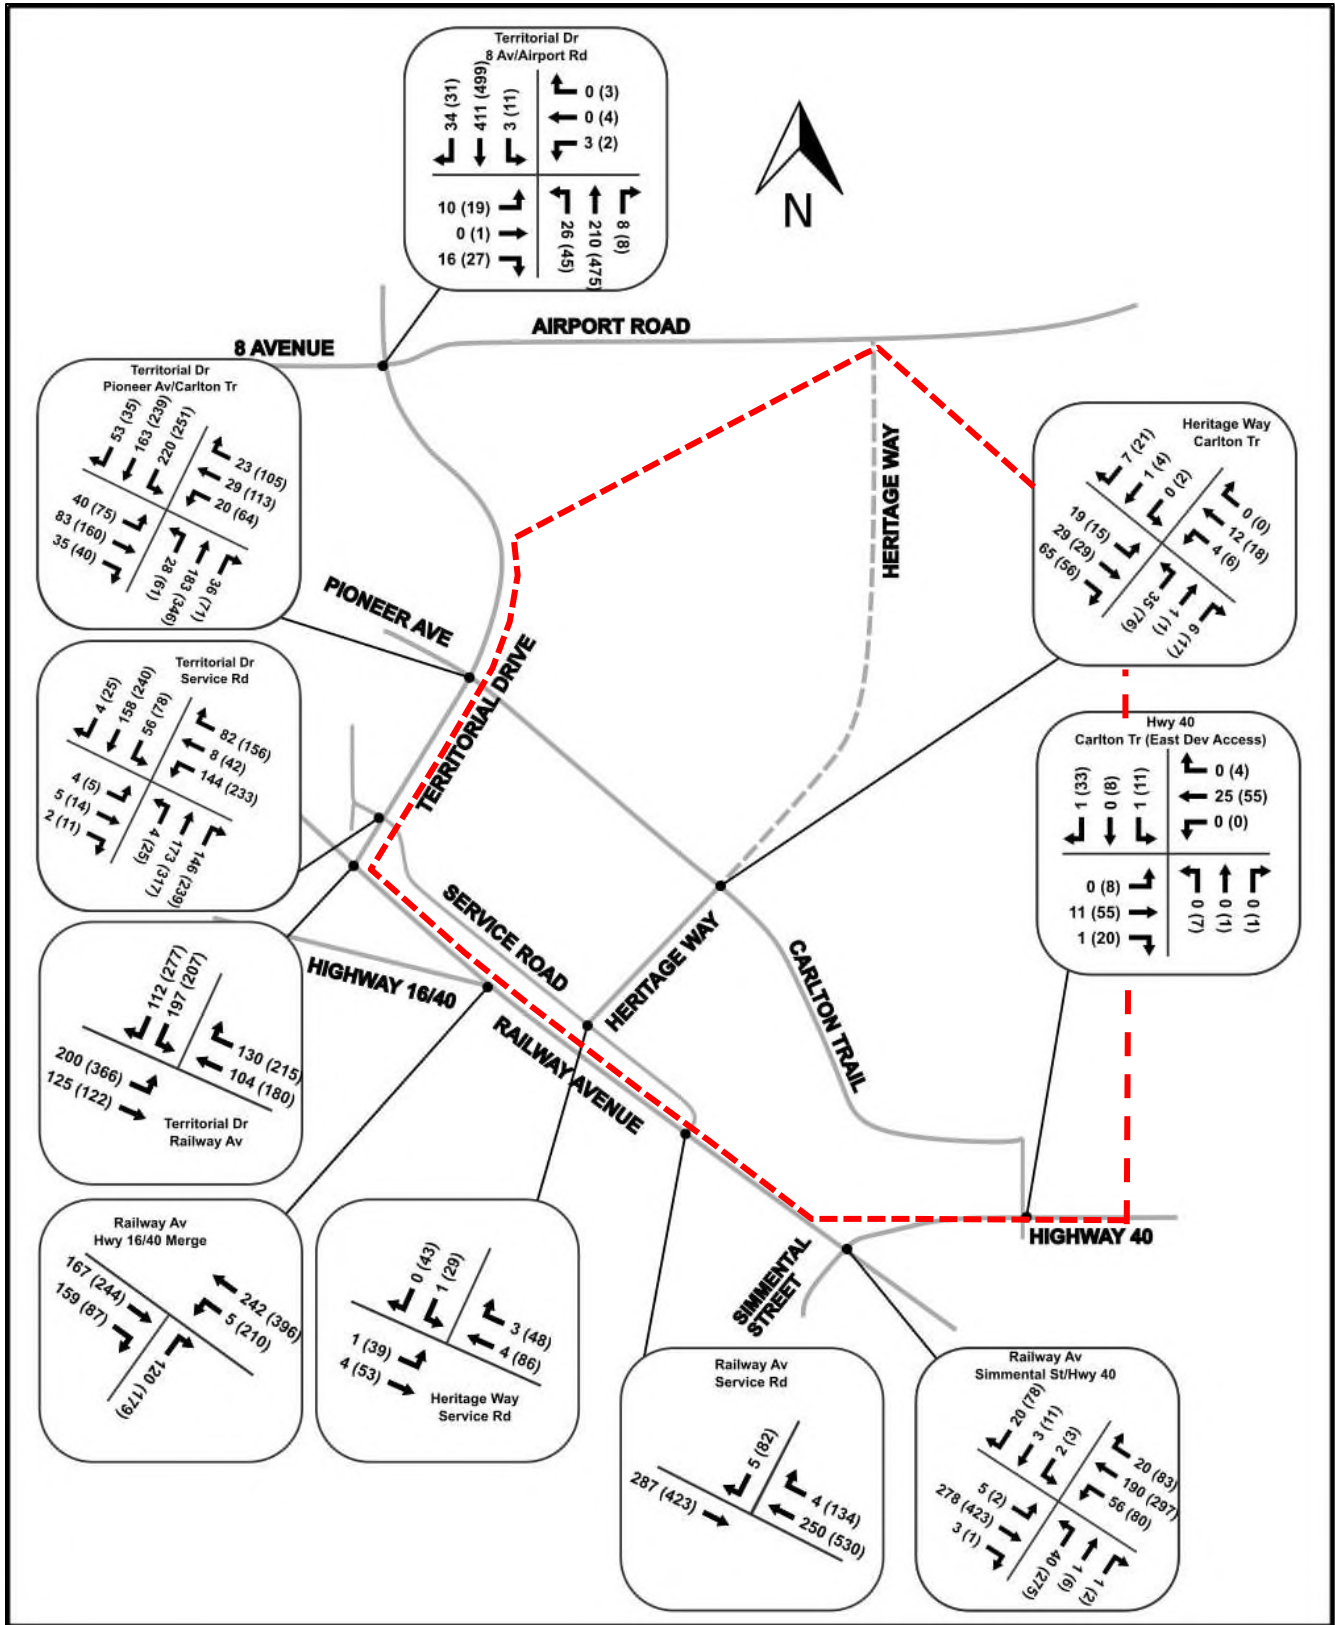 Territorial Dr
8 Av/Airport Rd
34 (31)
411 (499)
3 (11)
0 (3)
0 (4)
3 (2)
10 (19)
0 (1)
16 (27)
26 (45)
210 (475)
8 (8)
N
8 AVENUE
AIRPORT ROAD
Territorial Dr
Pioneer Av/Carlton Tr
53 (35)
163 (239)
220 (251)
23 (105)
29 (113)
20 (64)
40 (75)
83 (160)
35 (40)
28 (61)
183 (346)
36 (71)
HERITAGE WAY
Heritage Way
Carlton Tr
7 (21)
1 (4)
0 (2)
0 (0)
12 (18)
4 (6)
19 (15)
29 (29)
65 (56)
35 (76)
1 (1)
6 (17)
PIONEER AVE
TERRITORIAL DRIVE
Territorial Dr
Service Rd
4 (25)
158 (240)
56 (78)
82 (156)
8 (42)
144 (233)
4 (5)
5 (14)
2 (11)
4 (25)
173 (317)
146 (239)
Hwy 40
Carlton Tr (East Dev Access)
1 (33)
0 (8)
1 (11)
0 (4)
25 (55)
0 (0)
0 (8)
11 (55)
1 (20)
0 (7)
0 (1)
0 (1)
SERVICE ROAD
HERITAGE WAY
CARLTON TRAIL
HIGHWAY 16/40
RAILWAY AVENUE
112 (277)
197 (207)
130 (215)
104 (180)
200 (366)
125 (122)
Territorial Dr
Railway Av
Railway Av
Hwy 16/40 Merge
167 (244)
159 (87)
242 (396)
5 (210)
120 (179)
0 (43)
1 (29)
3 (48)
4 (86)
1 (39)
4 (53)
Heritage Way
Service Rd
HIGHWAY 40
SIMMENTAL
STREET
Railway Av
Service Rd
5 (82)
287 (423)
4 (134)
250 (530)
Railway Av
Simmental St/Hwy 40
20 (78)
3 (11)
2 (3)
20 (83)
190 (297)
56 (80)
5 (2)
278 (423)
3 (1)
40 (275)
1 (6)
1 (2)